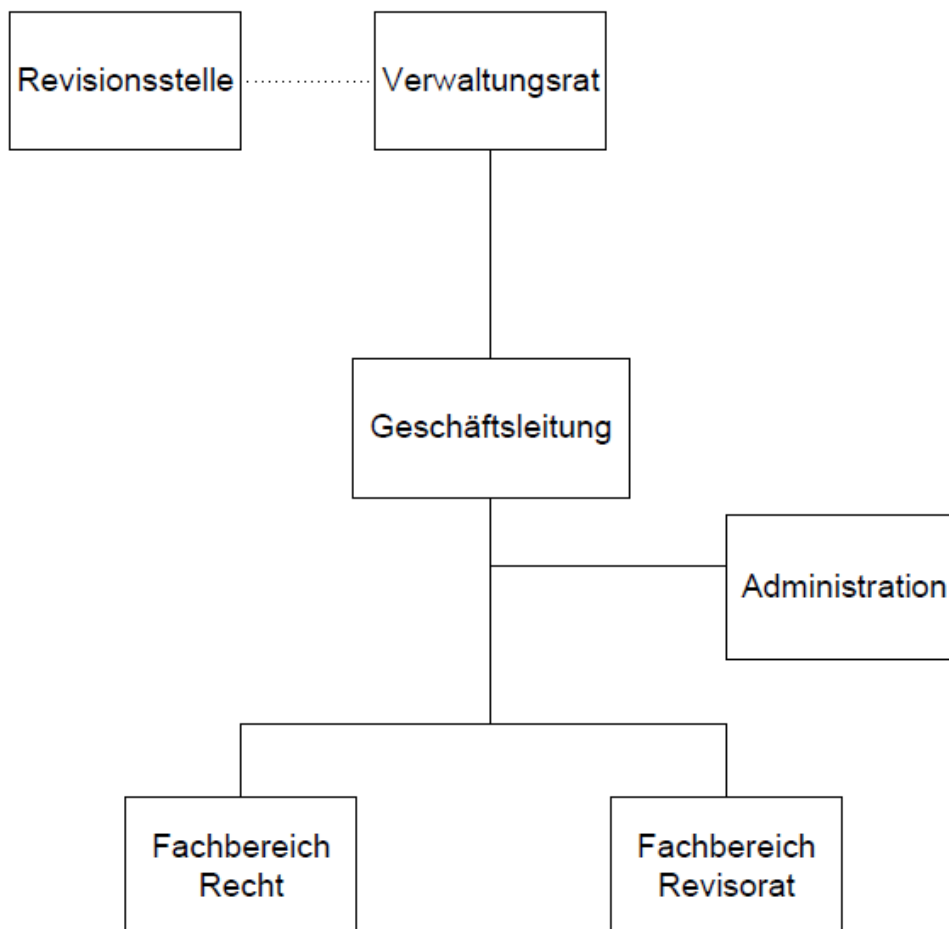 Revisionsstelle
Verwaltungsrat
Geschäftsleitung
Administration
Fachbereich
Recht
Fachbereich
Revisorat